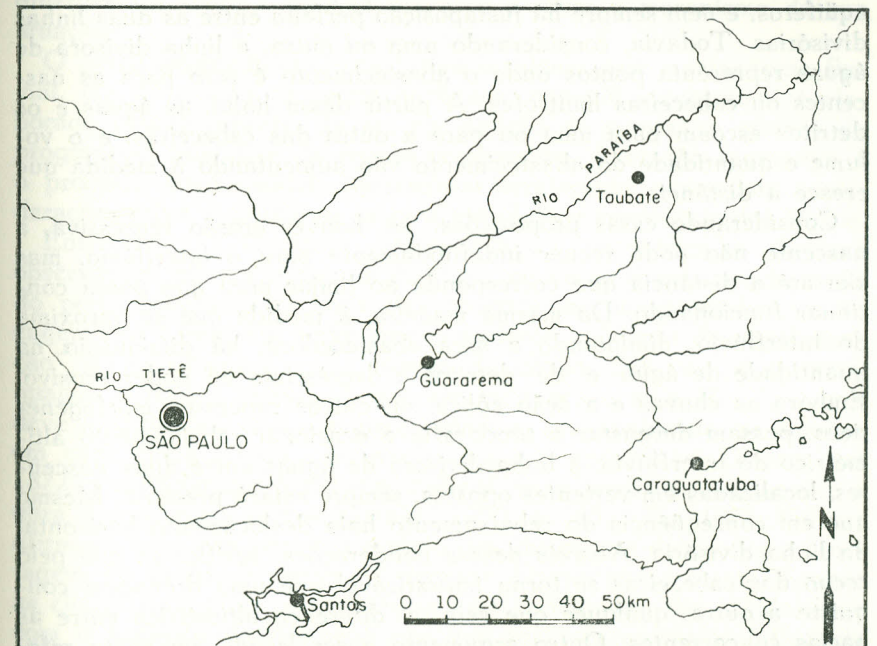 RIO PARAÍBA
Taubaté
RIO TIETÊ
Guararema
SÃO PAULO
Caraguatatuba
N
Santos
0 10 20 30 40 50km